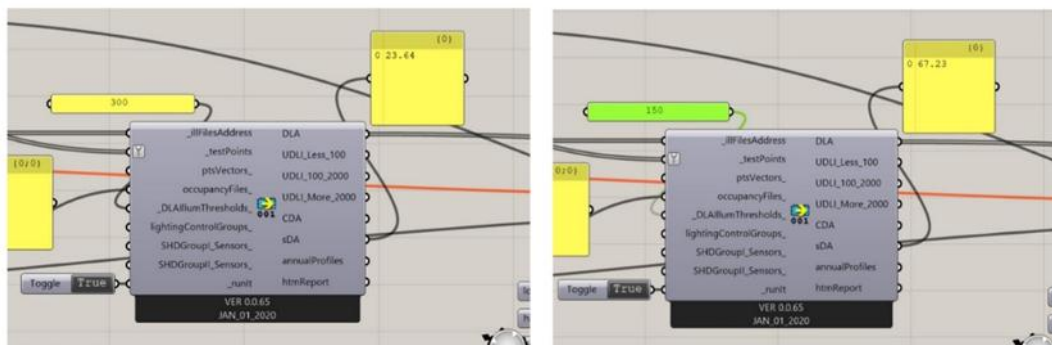 {0}
0 23.64
300
{0;0}
_illFilesAddress
_testPoints
ptsVectors_
occupancyFiles_
_DLAIllumThresholds_
lightingControlGroups_
SHDGroupI_Sensors_
SHDGroupII_Sensors_
_runIt
DLA
UDLI_Less_100
UDLI_100_2000
UDLI_More_2000
CDA
sDA
annualProfiles
htmReport
001
Toggle True
VER 0.0.65
JAN_01_2020
{0}
0 67.23
150
0;0}
_illFilesAddress
_testPoints
ptsVectors_
occupancyFiles_
_DLAIllumThresholds_
lightingControlGroups_
SHDGroupI_Sensors_
SHDGroupII_Sensors_
_runIt
DLA
UDLI_Less_100
UDLI_100_2000
UDLI_More_2000
CDA
sDA
annualProfiles
htmReport
001
Toggle True
VER 0.0.65
JAN_01_2020